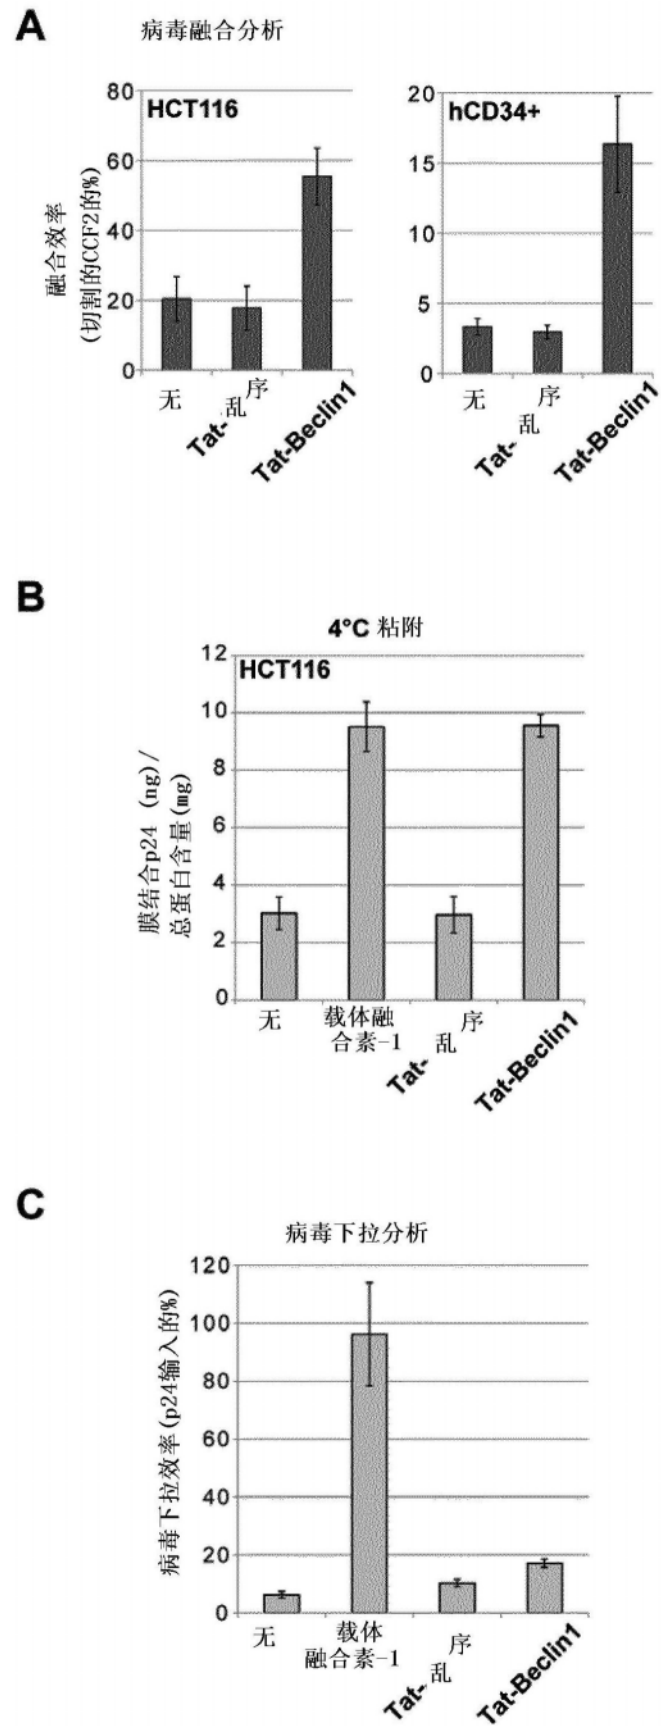 A
病毒融合分析
融合效率
(切割的CCF2的%)
80
60
40
20
0
HCT116
无
Tat-乱序
Tat-Beclin1
20
15
10
5
0
hCD34+
无
Tat-乱序
Tat-Beclin1
B
4°C 粘附
膜结合p24 (ng)/
总蛋白含量(mg)
12
10
8
6
4
2
0
HCT116
无
载体融
合素-1
Tat-乱序
Tat-Beclin1
C
病毒下拉分析
病毒下拉效率(p24输入的%)
120
100
80
60
40
20
0
无
载体
融合素-1
Tat-乱序
Tat-Beclin1